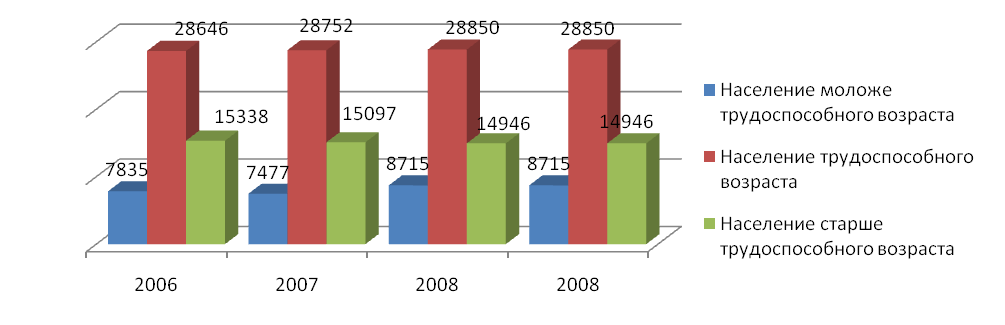 28646
28752
28850
28850
15338
15097
14946
14946
7835
7477
8715
8715
2006
2007
2008
2008
Население моложе
трудоспособного возраста
Население трудоспособного
возраста
Население старше
трудоспособного возраста